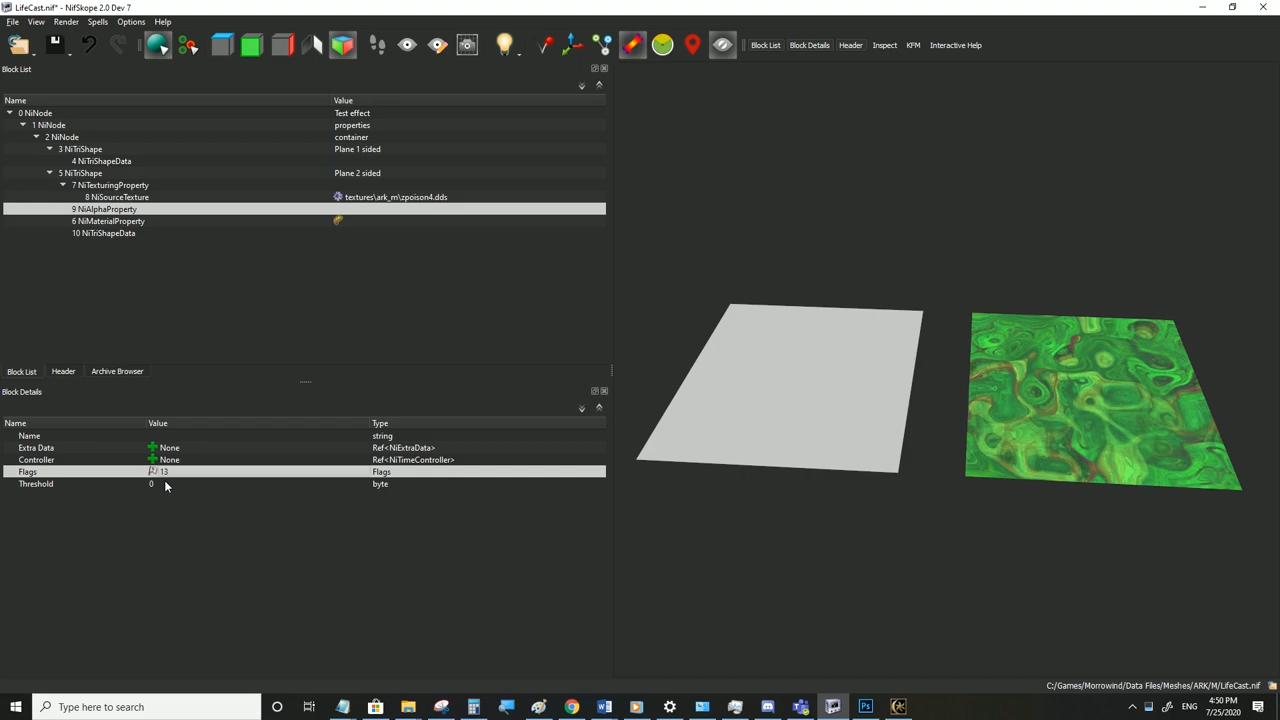 LifeCast.nif* - NifSkope 2.0 Dev 7
File View Render Spells Options Help
Block List Block Details Header Inspect KFM Interactive Help
Block List
Name Value
0 NiNode Test effect
1 NiNode properties
2 NiNode container
3 NiTriShape Plane 1 sided
4 NiTriShapeData
5 NiTriShape Plane 2 sided
7 NiTexturingProperty
8 NiSourceTexture textures\ark_m\zpoison4.dds
9 NiAlphaProperty
6 NiMaterialProperty
10 NiTriShapeData
Block List Header Archive Browser
Block Details
Name Value Type
Name string
Extra Data None Ref<NiExtraData>
Controller None Ref<NiTimeController>
Flags 13 Flags
Threshold 0 byte
C:/Games/Morrowind/Data Files/Meshes/ARK/M/LifeCast.nif
Type here to search
Ps
ENG
4:50 PM
7/25/2020